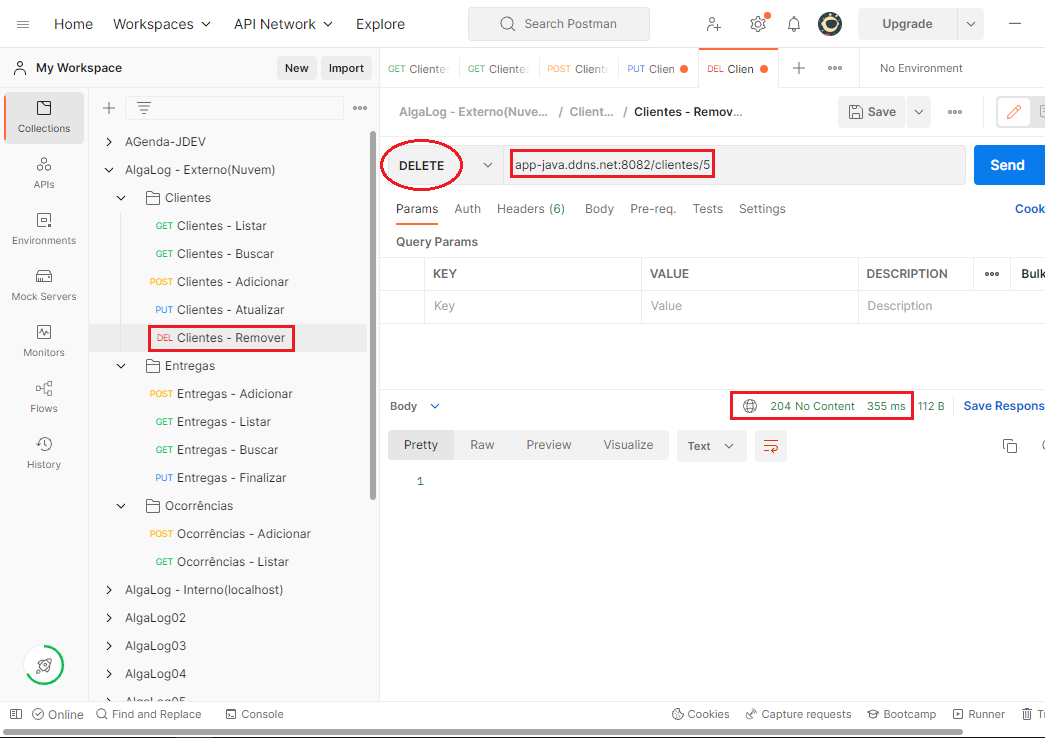 Home Workspaces API Network Explore Search Postman Upgrade
My Workspace New Import GET Cliente GET Cliente POST Client PUT Clien DEL Clien No Environment
Collections
APIs
Environments
Mock Servers
Monitors
Flows
History
AGenda-JDEV
AlgaLog - Externo(Nuvem)
Clientes
GET Clientes - Listar
GET Clientes - Buscar
POST Clientes - Adicionar
PUT Clientes - Atualizar
DEL Clientes - Remover
Entregas
POST Entregas - Adicionar
GET Entregas - Listar
GET Entregas - Buscar
PUT Entregas - Finalizar
Ocorrências
POST Ocorrências - Adicionar
GET Ocorrências - Listar
AlgaLog - Interno(localhost)
AlgaLog02
AlgaLog03
AlgaLog04
AlgaLog05
AlgaLog - Externo(Nuve... / Client... / Clientes - Remov... Save
DELETE app-java.ddns.net:8082/clientes/5 Send
Params Auth Headers (6) Body Pre-req. Tests Settings Cook
Query Params
KEY VALUE DESCRIPTION Bulk
Key Value Description
Body 204 No Content 355 ms 112 B Save Respons
Pretty Raw Preview Visualize Text
1
Online Find and Replace Console Cookies Capture requests Bootcamp Runner Tr